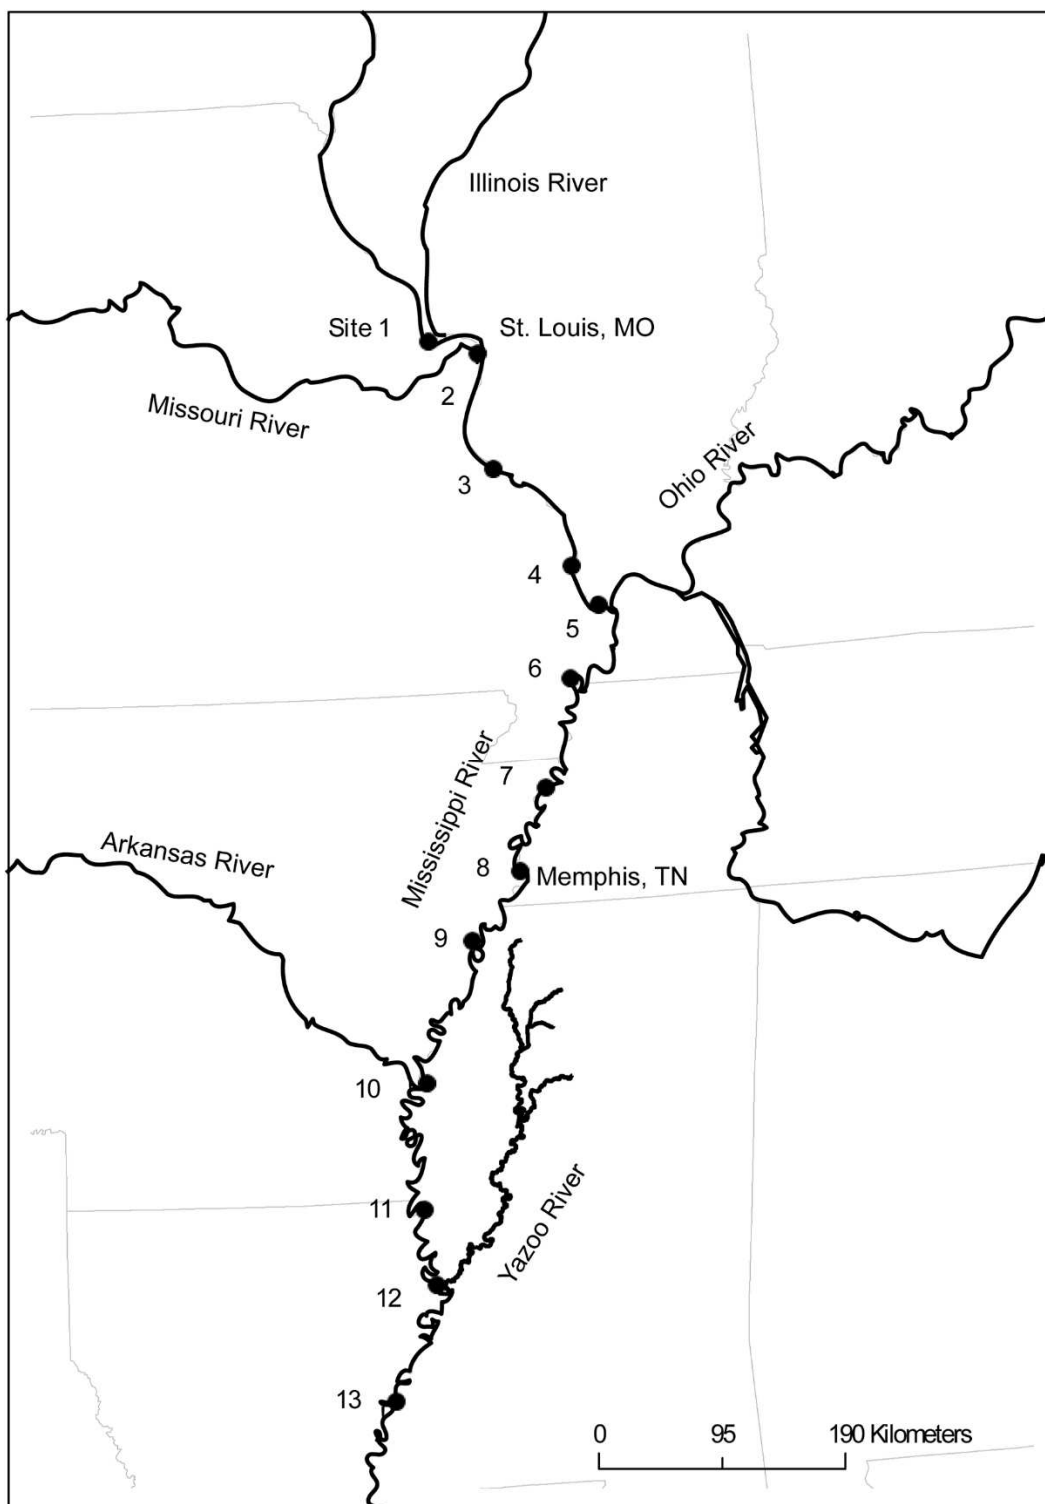 Illinois River
Site 1
St. Louis, MO
2
Missouri River
3
Ohio River
4
5
6
7
Mississippi River
Arkansas River
8
Memphis, TN
9
10
11
Yazoo River
12
13
0 95 190 Kilometers